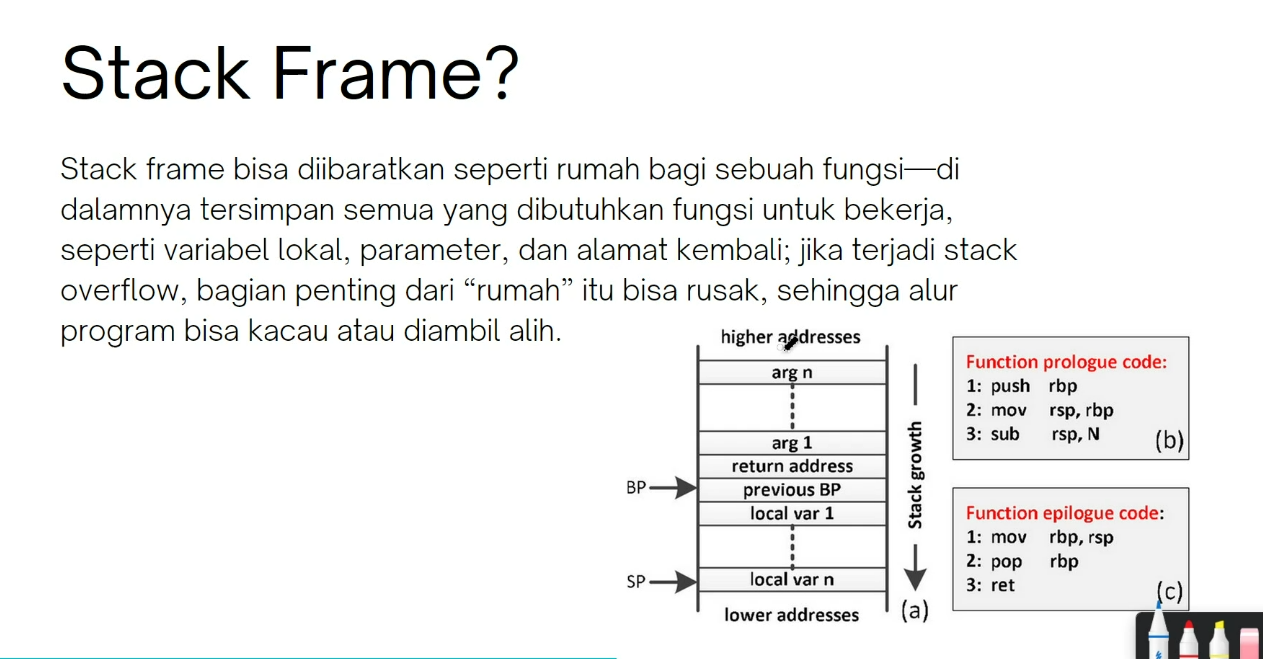 Stack Frame?
Stack frame bisa diibaratkan seperti rumah bagi sebuah fungsi—di
dalamnya tersimpan semua yang dibutuhkan fungsi untuk bekerja,
seperti variabel lokal, parameter, dan alamat kembali; jika terjadi stack
overflow, bagian penting dari “rumah” itu bisa rusak, sehingga alur
program bisa kacau atau diambil alih.
higher addresses
arg n
arg 1
return address
BP
previous BP
local var 1
SP
local var n
lower addresses
Stack growth
(a)
Function prologue code:
1: push rbp
2: mov rsp, rbp
3: sub rsp, N
(b)
Function epilogue code:
1: mov rbp, rsp
2: pop rbp
3: ret
(c)